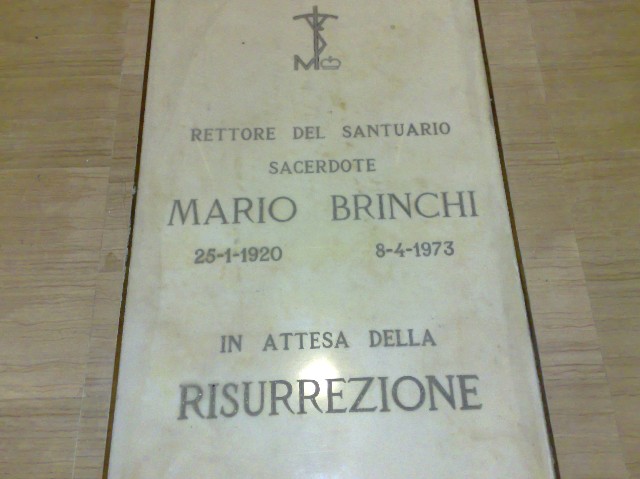 RETTORE DEL SANTUARIO
SACERDOTE
MARIO BRINCHI
25-1-1920 8-4-1973
IN ATTESA DELLA
RISURREZIONE